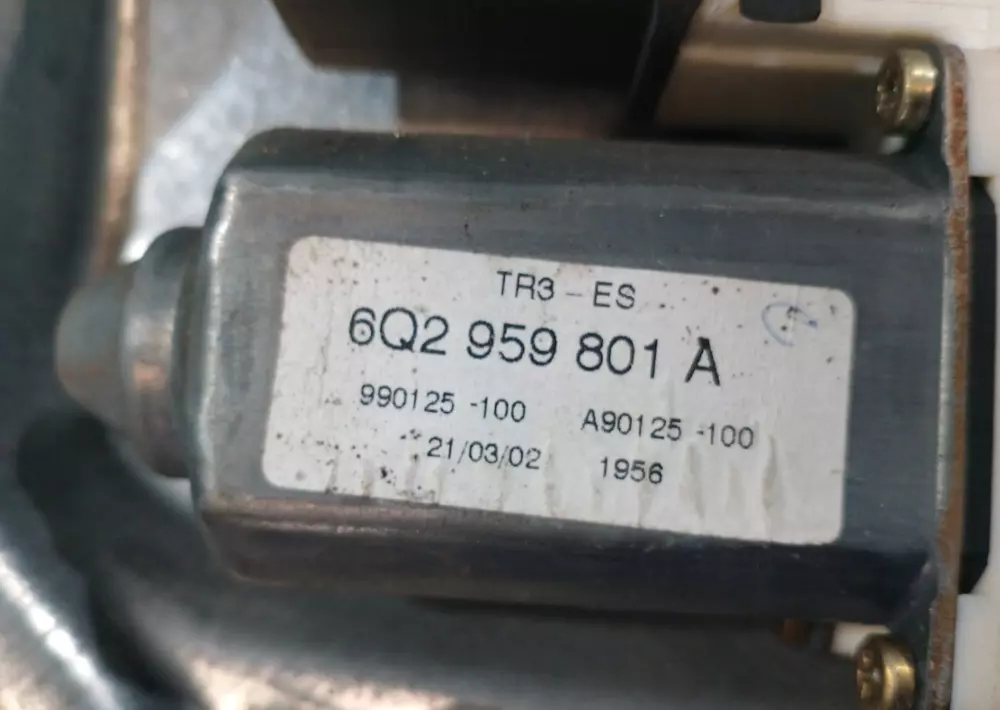 TR3 - ES
6Q2 959 801 A
990125 -100 A90125 -100
21/03/02 1956